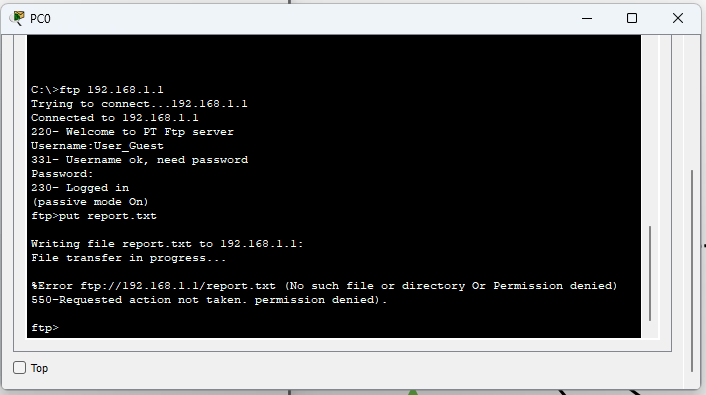 PC0
C:\>ftp 192.168.1.1
Trying to connect...192.168.1.1
Connected to 192.168.1.1
220- Welcome to PT Ftp server
Username:User_Guest
331- Username ok, need password
Password:
230- Logged in
(passive mode On)
ftp>put report.txt
Writing file report.txt to 192.168.1.1:
File transfer in progress...
%Error ftp://192.168.1.1/report.txt (No such file or directory Or Permission denied)
550-Requested action not taken. permission denied).
ftp>
Top